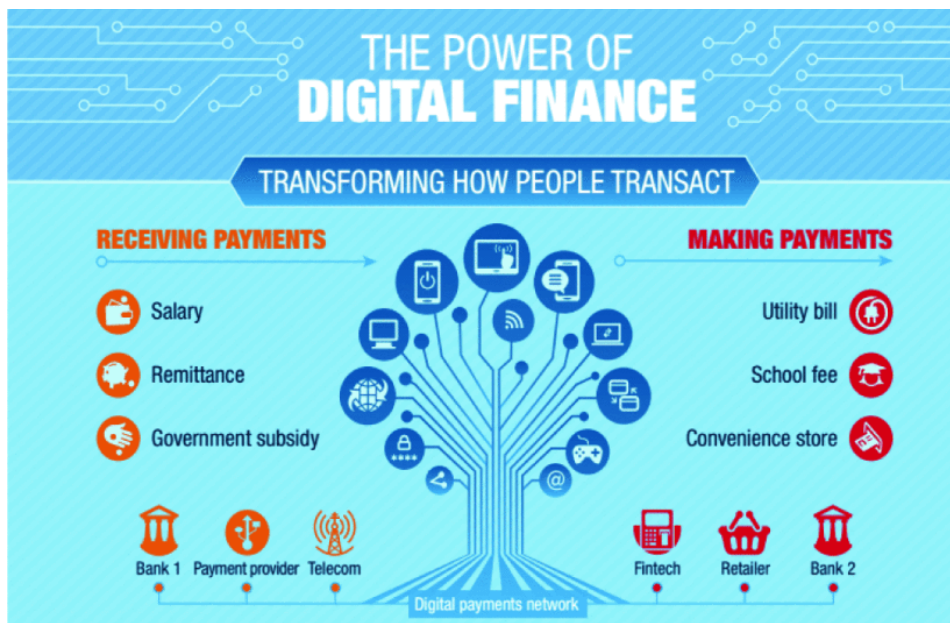 THE POWER OF
DIGITAL FINANCE
TRANSFORMING HOW PEOPLE TRANSACT
RECEIVING PAYMENTS
Salary
Remittance
Government subsidy
MAKING PAYMENTS
Utility bill
School fee
Convenience store
****
@
Bank 1
Payment provider
Telecom
Fintech
Retailer
Bank 2
Digital payments network